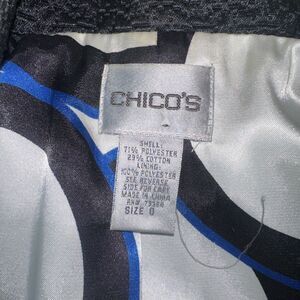 CHICO'S
SHELL:
71% POLYESTER
29% COTTON
LINING:
100% POLYESTER
SEE REVERSE
SIDE FOR CARE
MADE IN CHINA
RN#
SIZE 0